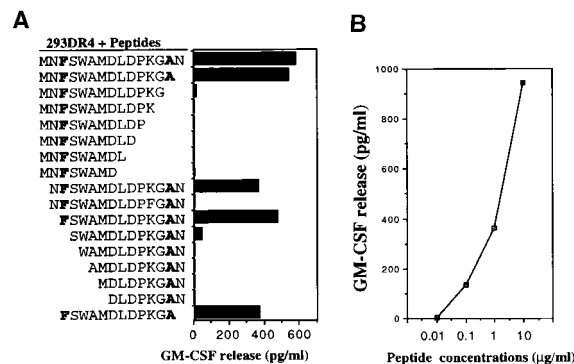 A
293DR4 + Peptides
MNFSWAMDLDPKGAN
MNFSWAMDLDPKGA
MNFSWAMDLDPKG
MNFSWAMDLDPK
MNFSWAMDLDP
MNFSWAMDLD
MNFSWAMDL
MNFSWAMD
NFSWAMDLDPKGAN
NFSWAMDLDPFGAN
FSWAMDLDPKGAN
SWAMDLDPKGAN
WAMDLDPKGAN
AMDLDPKGAN
MDLDPKGAN
DLDPKGAN
FSWAMDLDPKGA
0 200 400 600
GM-CSF release (pg/ml)
B
1000
800
600
400
200
0
GM-CSF release (pg/ml)
0.01 0.1 1 10
Peptide concentrations (μg/ml)